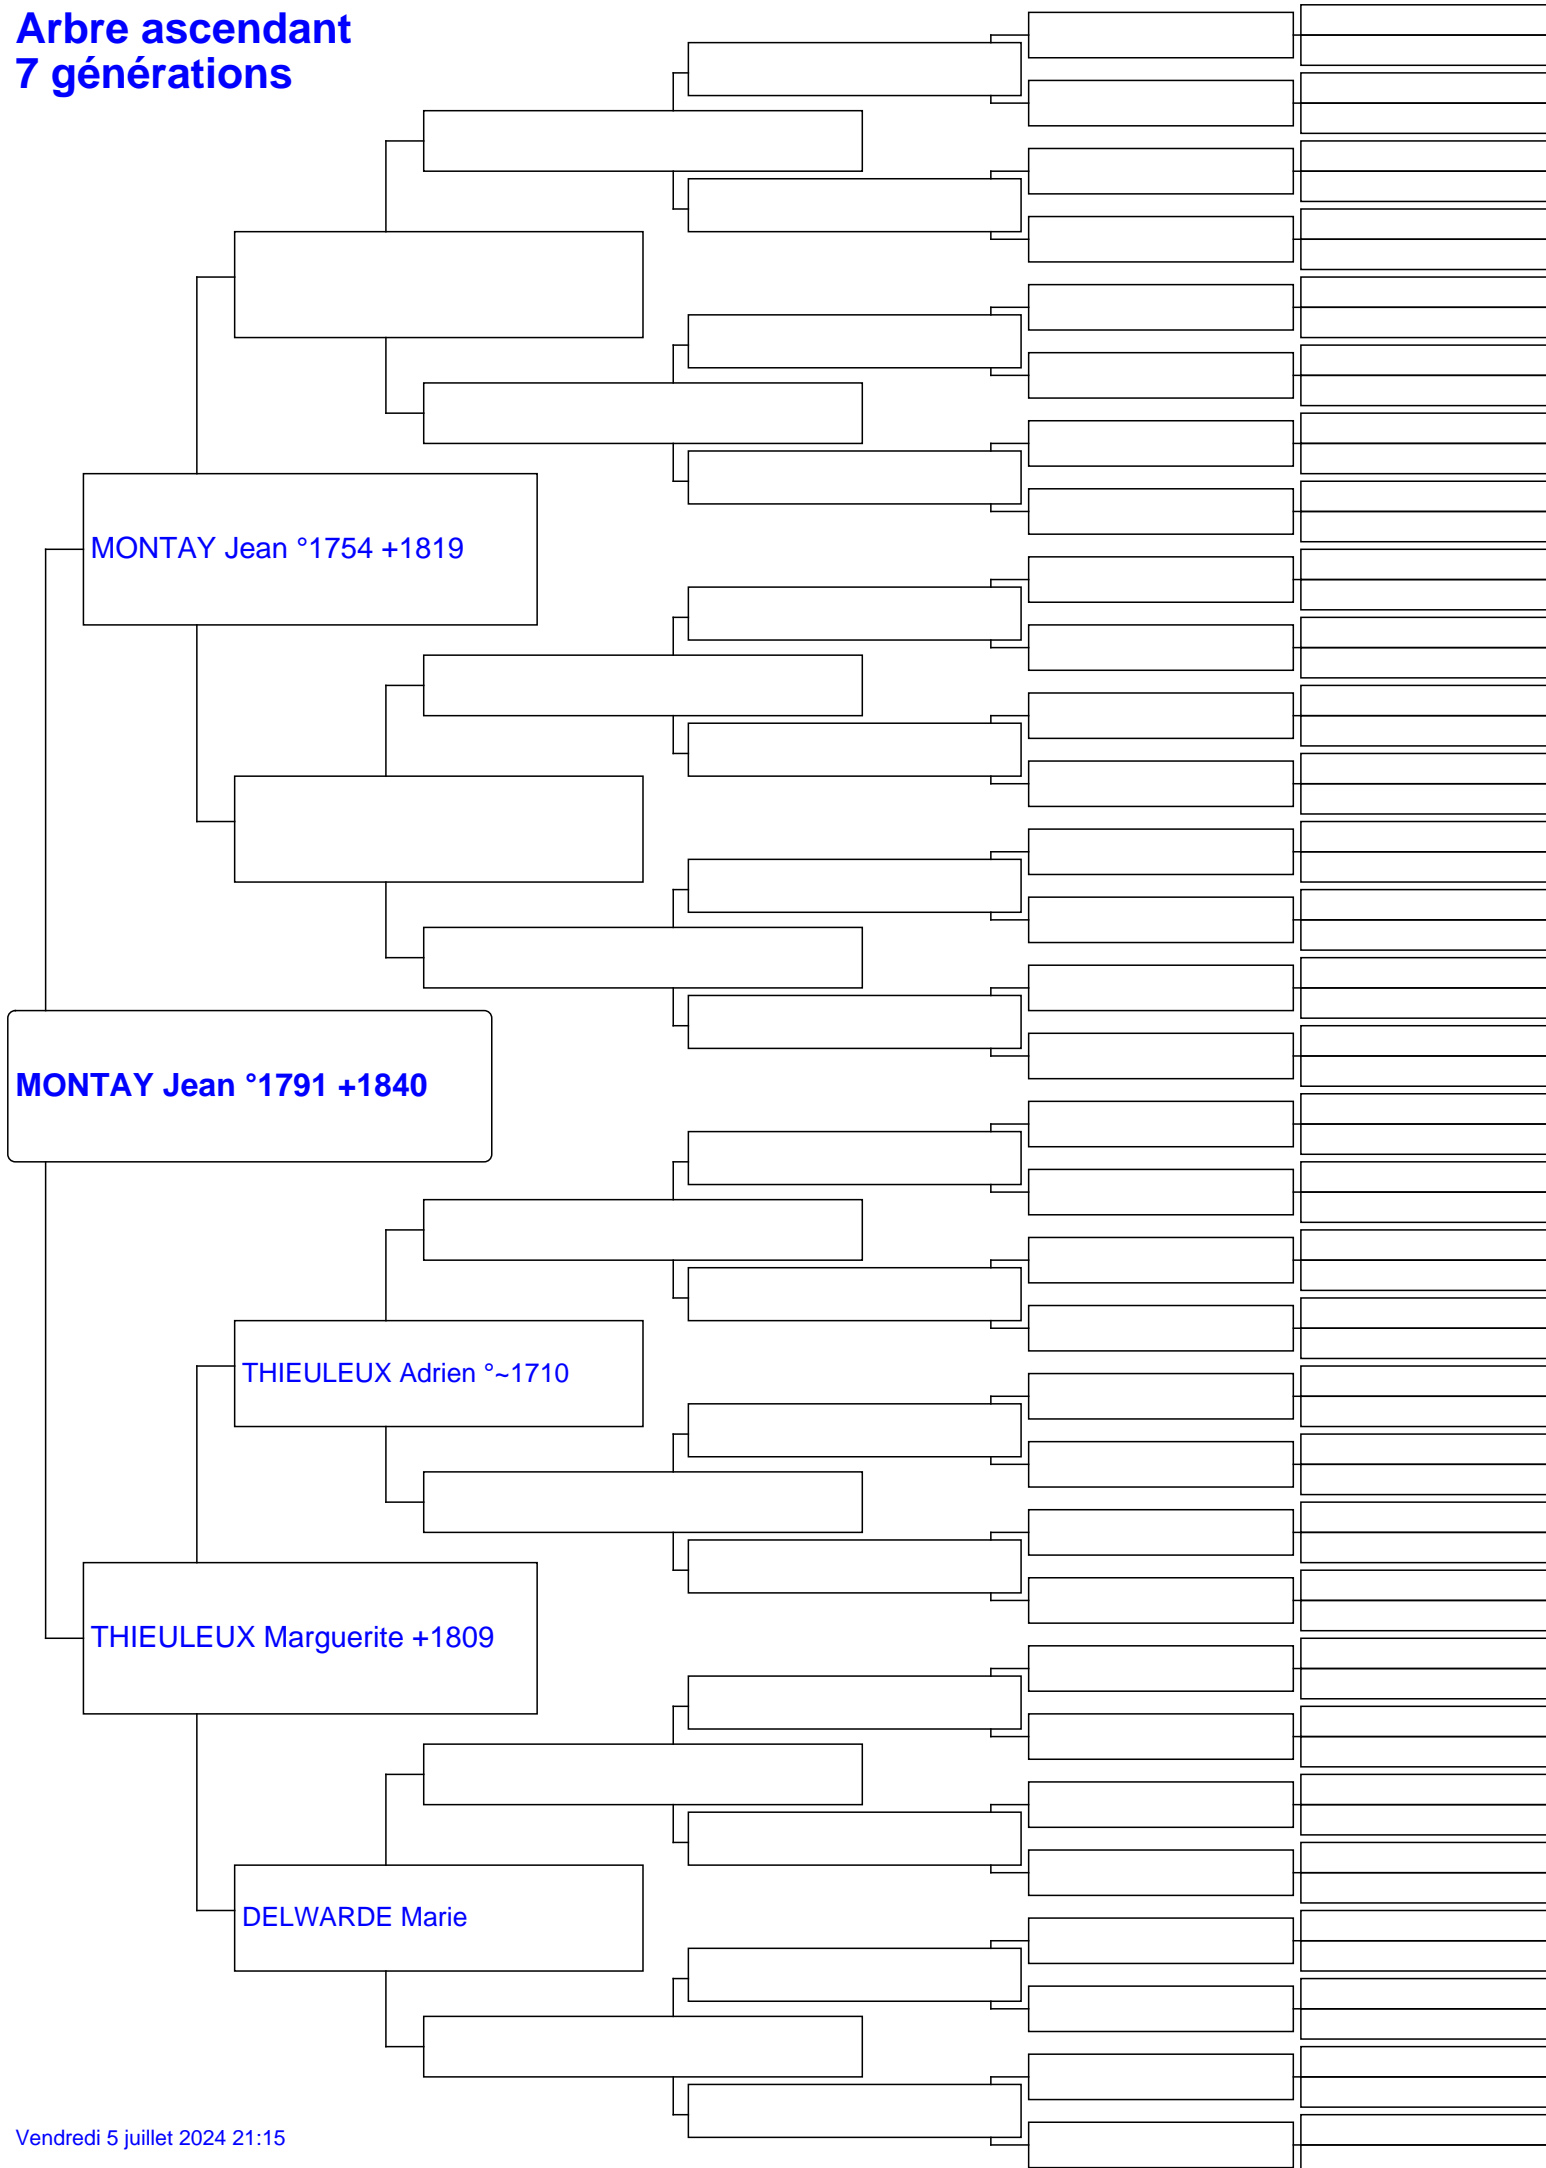 Arbre ascendant
7 générations
MONTAY Jean °1754 +1819
MONTAY Jean °1791 +1840
THIEULEUX Adrien °~1710
THIEULEUX Marguerite +1809
DELWARDE Marie
Vendredi 5 juillet 2024 21:15